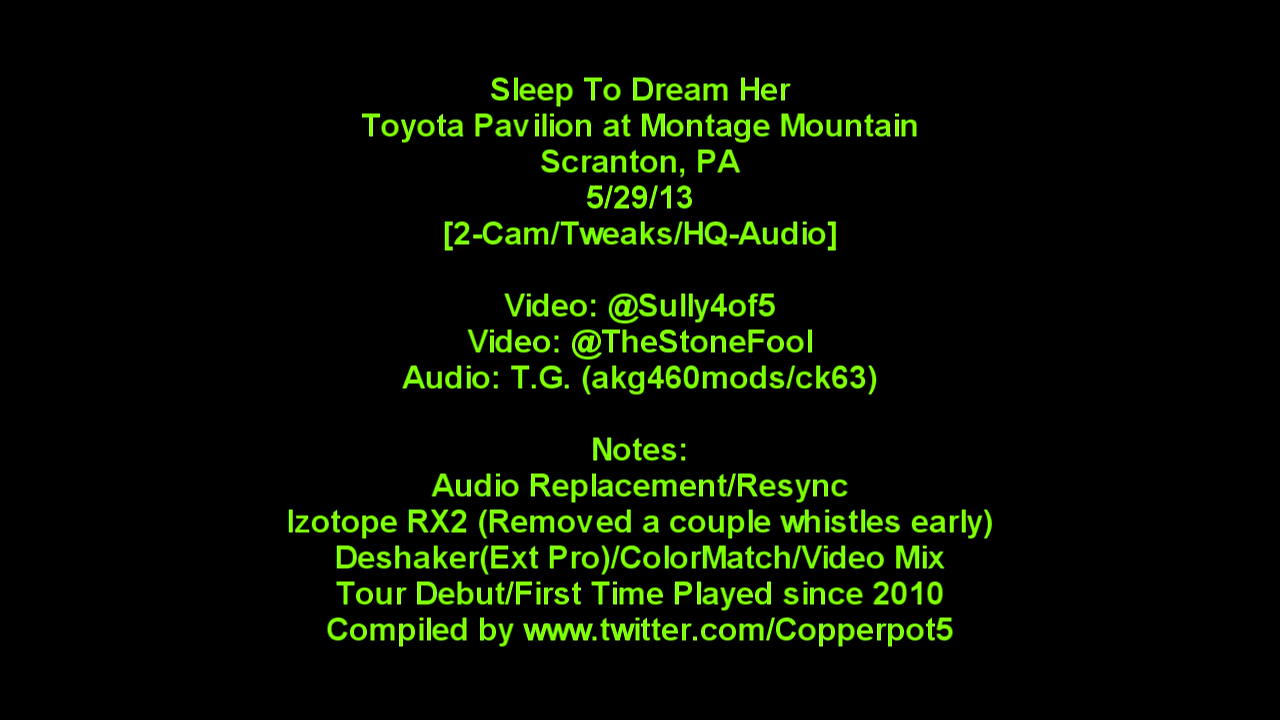 Sleep To Dream Her
Toyota Pavilion at Montage Mountain
Scranton, PA
5/29/13
[2-Cam/Tweaks/HQ-Audio]
Video: @Sully4of5
Video: @TheStoneFool
Audio: T.G. (akg460mods/ck63)
Notes:
Audio Replacement/Resync
Izotope RX2 (Removed a couple whistles early)
Deshaker(Ext Pro)/ColorMatch/Video Mix
Tour Debut/First Time Played since 2010
Compiled by www.twitter.com/Copperpot5